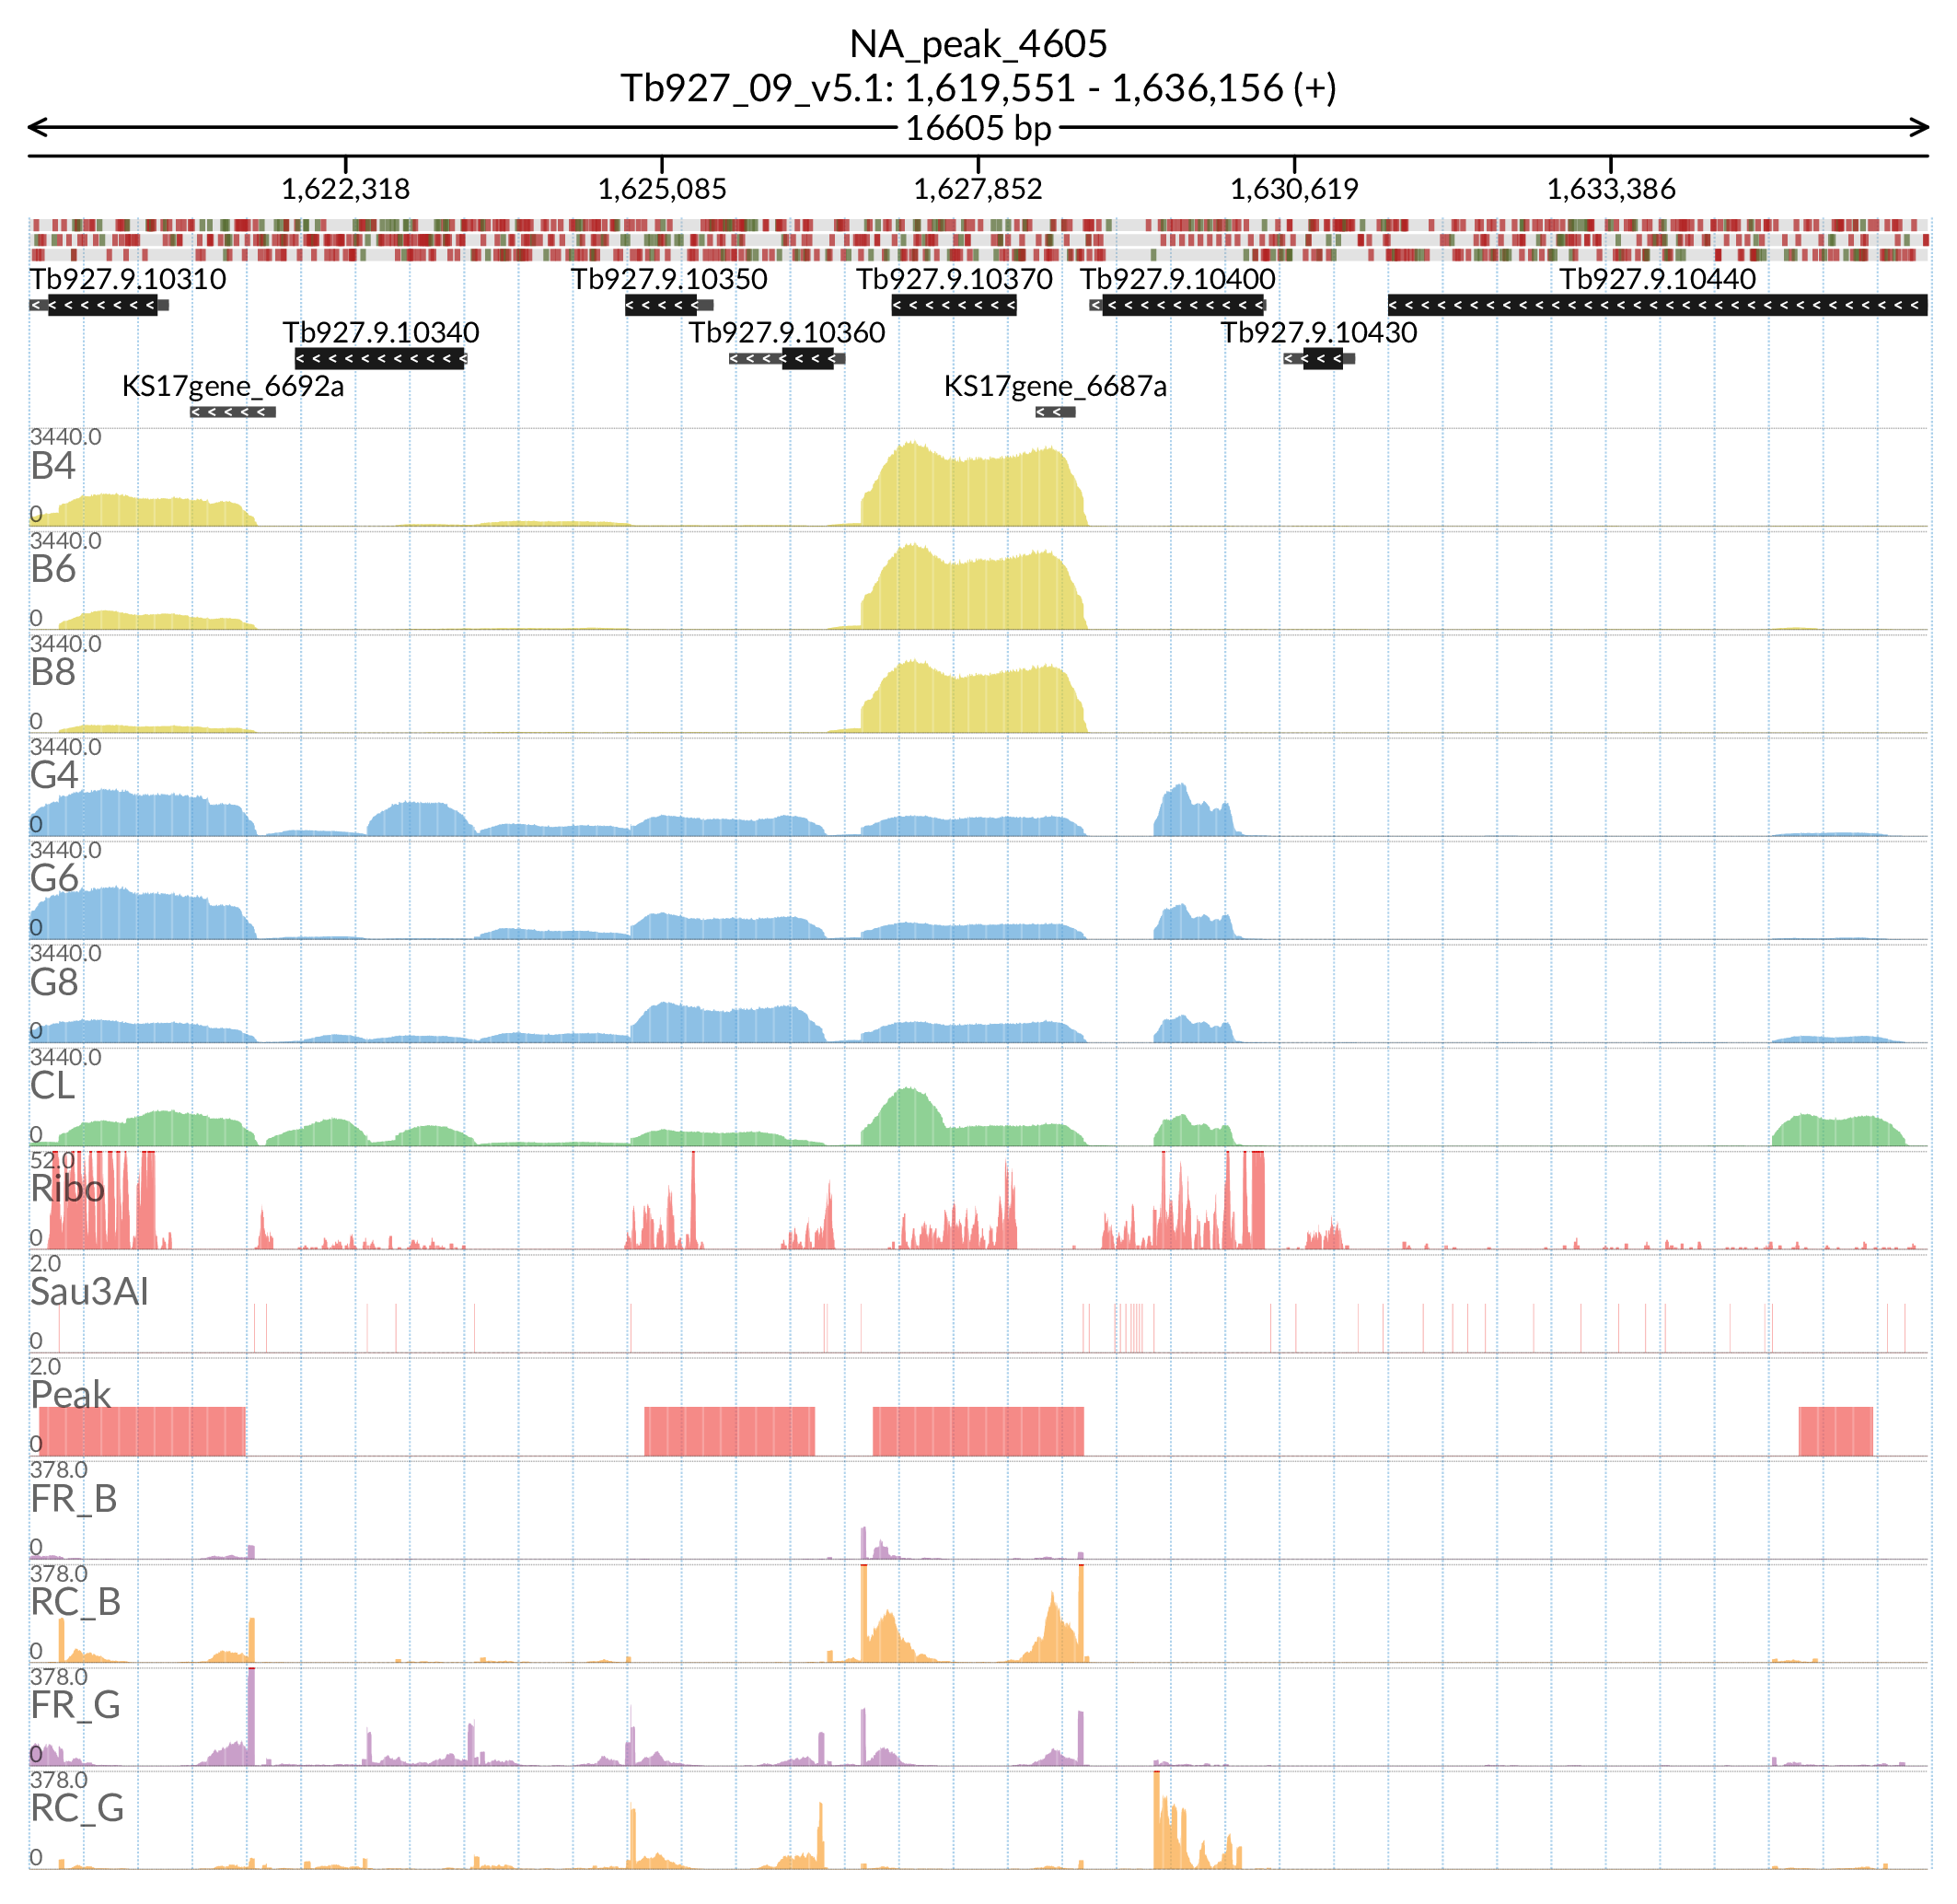 NA_peak_4605
Tb927_09_v5.1: 1,619,551 - 1,636,156 (+)
16605 bp
1,622,318 1,625,085 1,627,852 1,630,619 1,633,386
Tb927.9.10310 Tb927.9.10350 Tb927.9.10370 Tb927.9.10400 Tb927.9.10440
Tb927.9.10340 Tb927.9.10360 Tb927.9.10430
KS17gene_6692a KS17gene_6687a
3440.0
B4
0
3440.0
B6
0
3440.0
B8
0
3440.0
G4
0
3440.0
G6
0
3440.0
G8
0
3440.0
CL
0
52.0
Ribo
0
2.0
Sau3AI
0
2.0
Peak
0
378.0
FR_B
0
378.0
RC_B
0
378.0
FR_G
0
378.0
RC_G
0